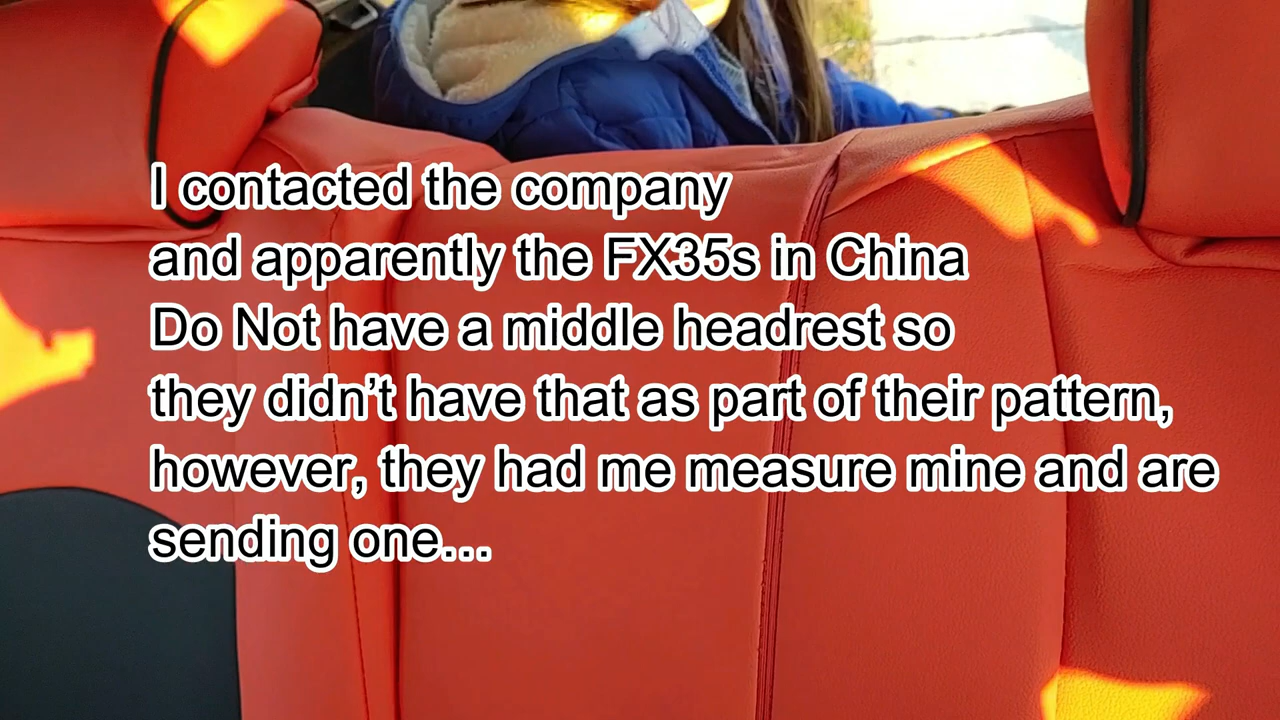 I contacted the company
and apparently the FX35s in China
Do Not have a middle headrest so
they didn’t have that as part of their pattern,
however, they had me measure mine and are
sending one...